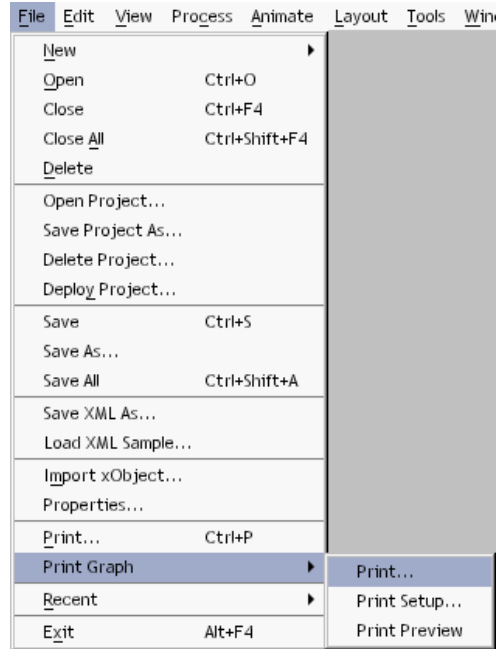 File Edit View Process Animate Layout Tools
New
Open Ctrl+O
Close Ctrl+F4
Close All Ctrl+Shift+F4
Delete
Open Project...
Save Project As...
Delete Project...
Deploy Project...
Save Ctrl+S
Save As...
Save All Ctrl+Shift+A
Save XML As...
Load XML Sample...
Import xObject...
Properties...
Print... Ctrl+P
Print Graph Print...
Recent Print Setup...
Exit Alt+F4 Print Preview